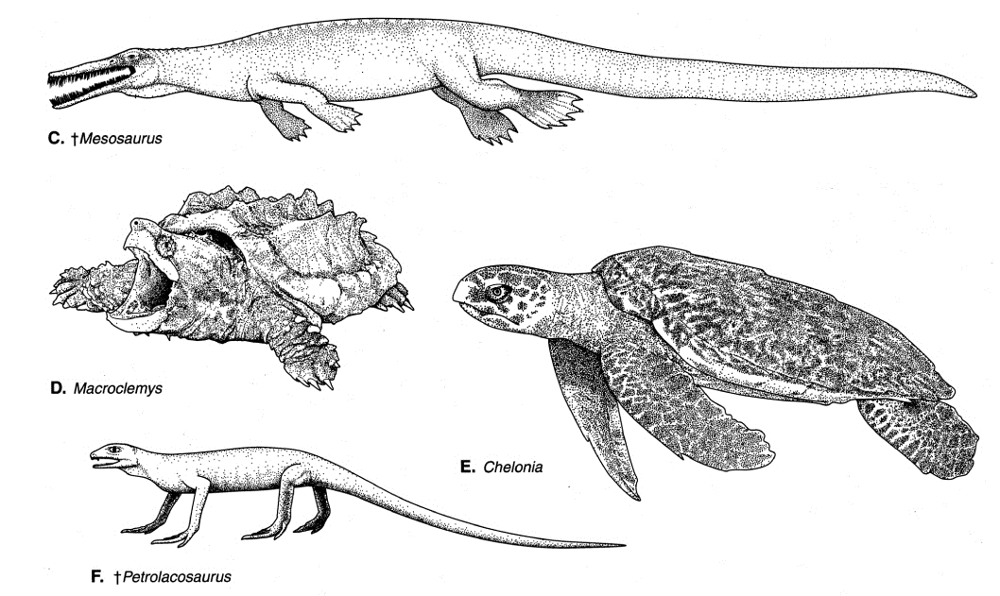 C. †Mesosaurus
D. Macroclemys
E. Chelonia
F. †Petrolacosaurus